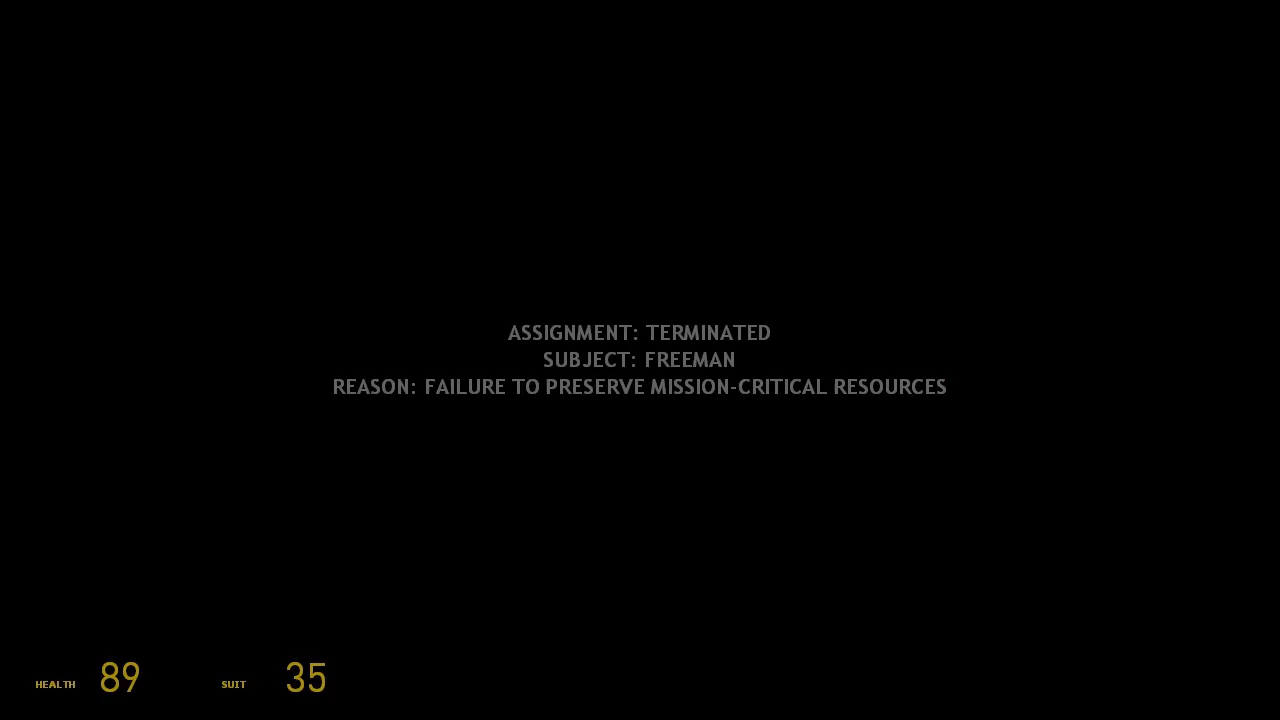 ASSIGNMENT: TERMINATED
SUBJECT: FREEMAN
REASON: FAILURE TO PRESERVE MISSION-CRITICAL RESOURCES
HEALTH 89 SUIT 35